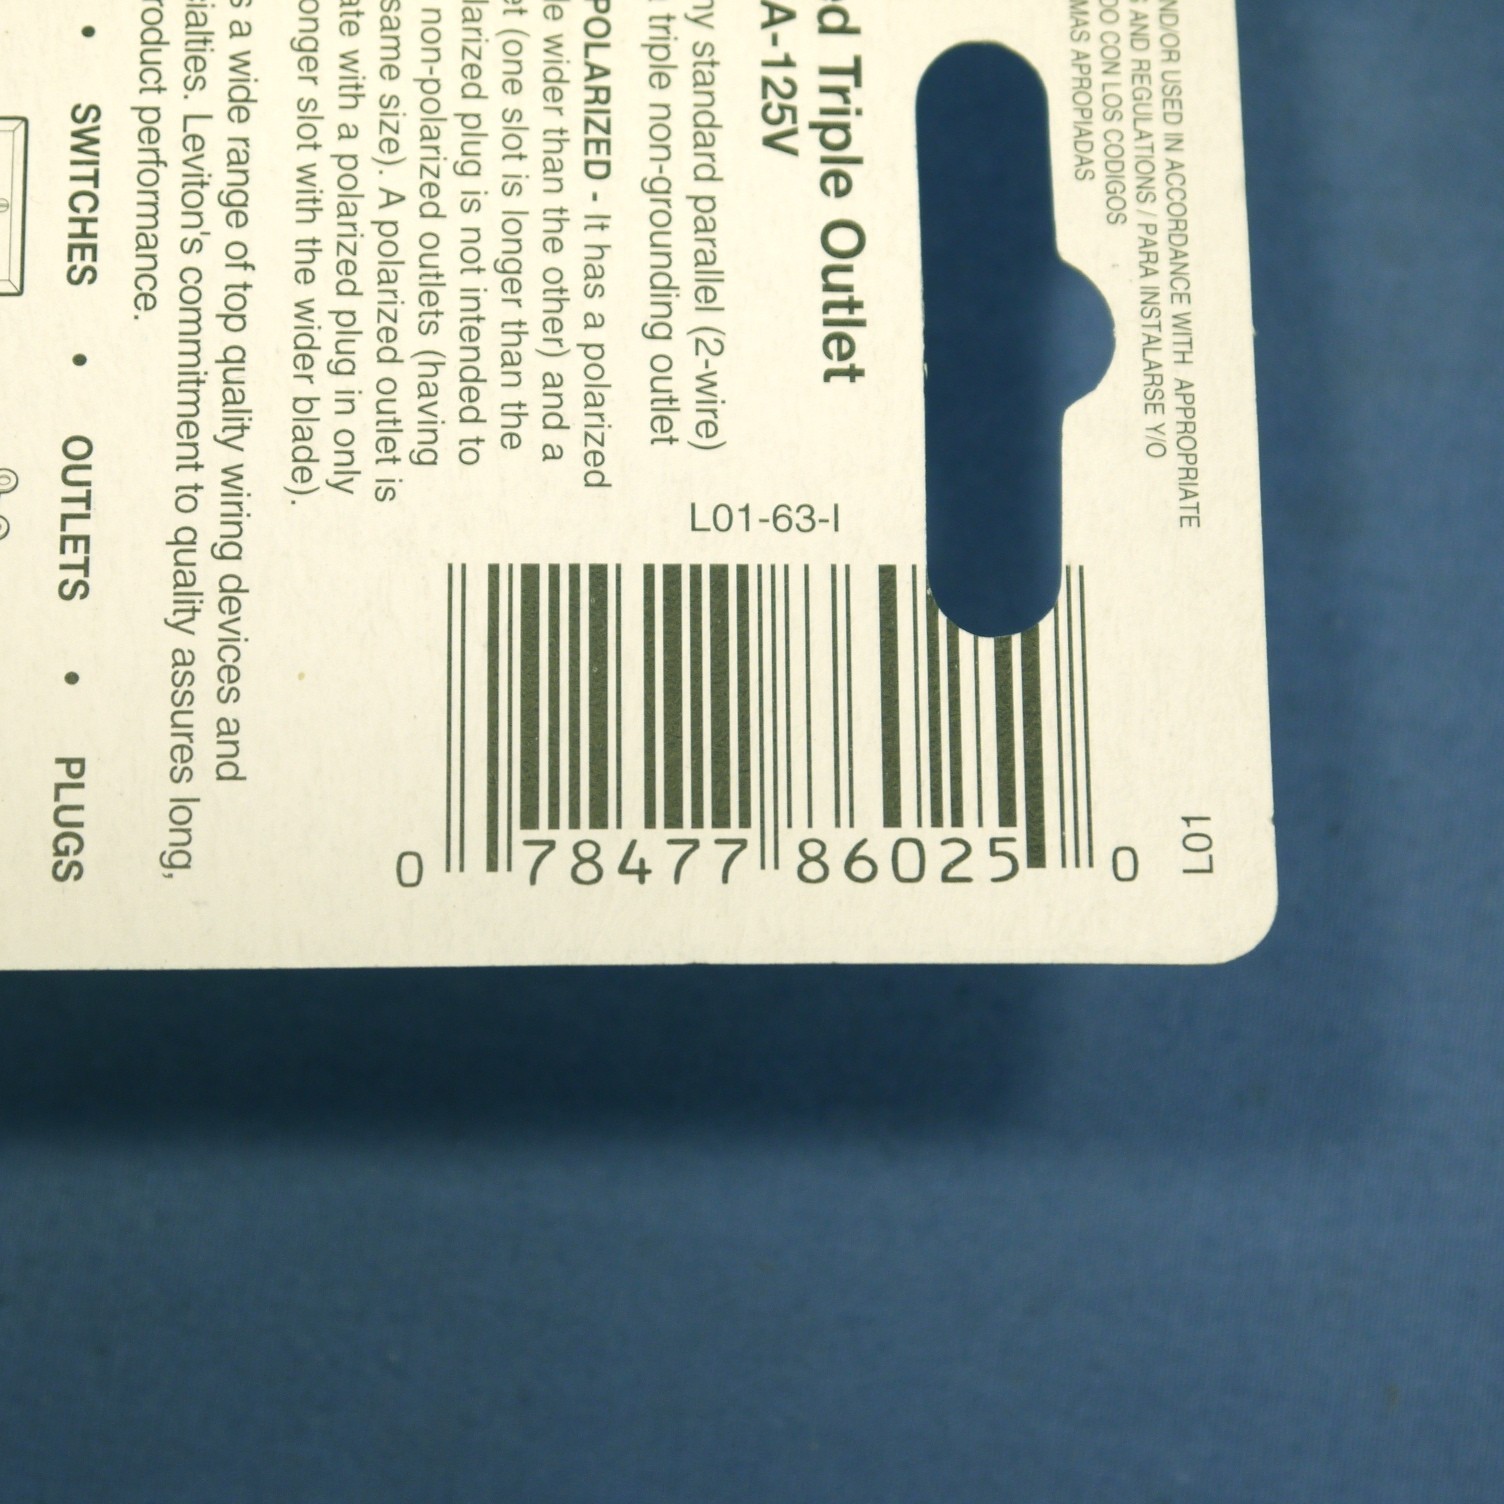 ND/OR USED IN ACCORDANCE WITH APPROPRIATE
AND REGULATIONS / PARA INSTALARSE Y/O
DO CON LOS CODIGOS
MAS APROPIADAS
ed Triple Outlet
A-125V
ny standard parallel (2-wire)
triple non-grounding outlet
POLARIZED - It has a polarized
le wider than the other) and a
et (one slot is longer than the
larized plug is not intended to
non-polarized outlets (having
same size). A polarized outlet is
ate with a polarized plug in only
onger slot with the wider blade).
s a wide range of top quality wiring devices and
ialties. Leviton's commitment to quality assures long,
roduct performance.
• SWITCHES • OUTLETS • PLUGS
L01-63-I
0 78477 86025 0
L01